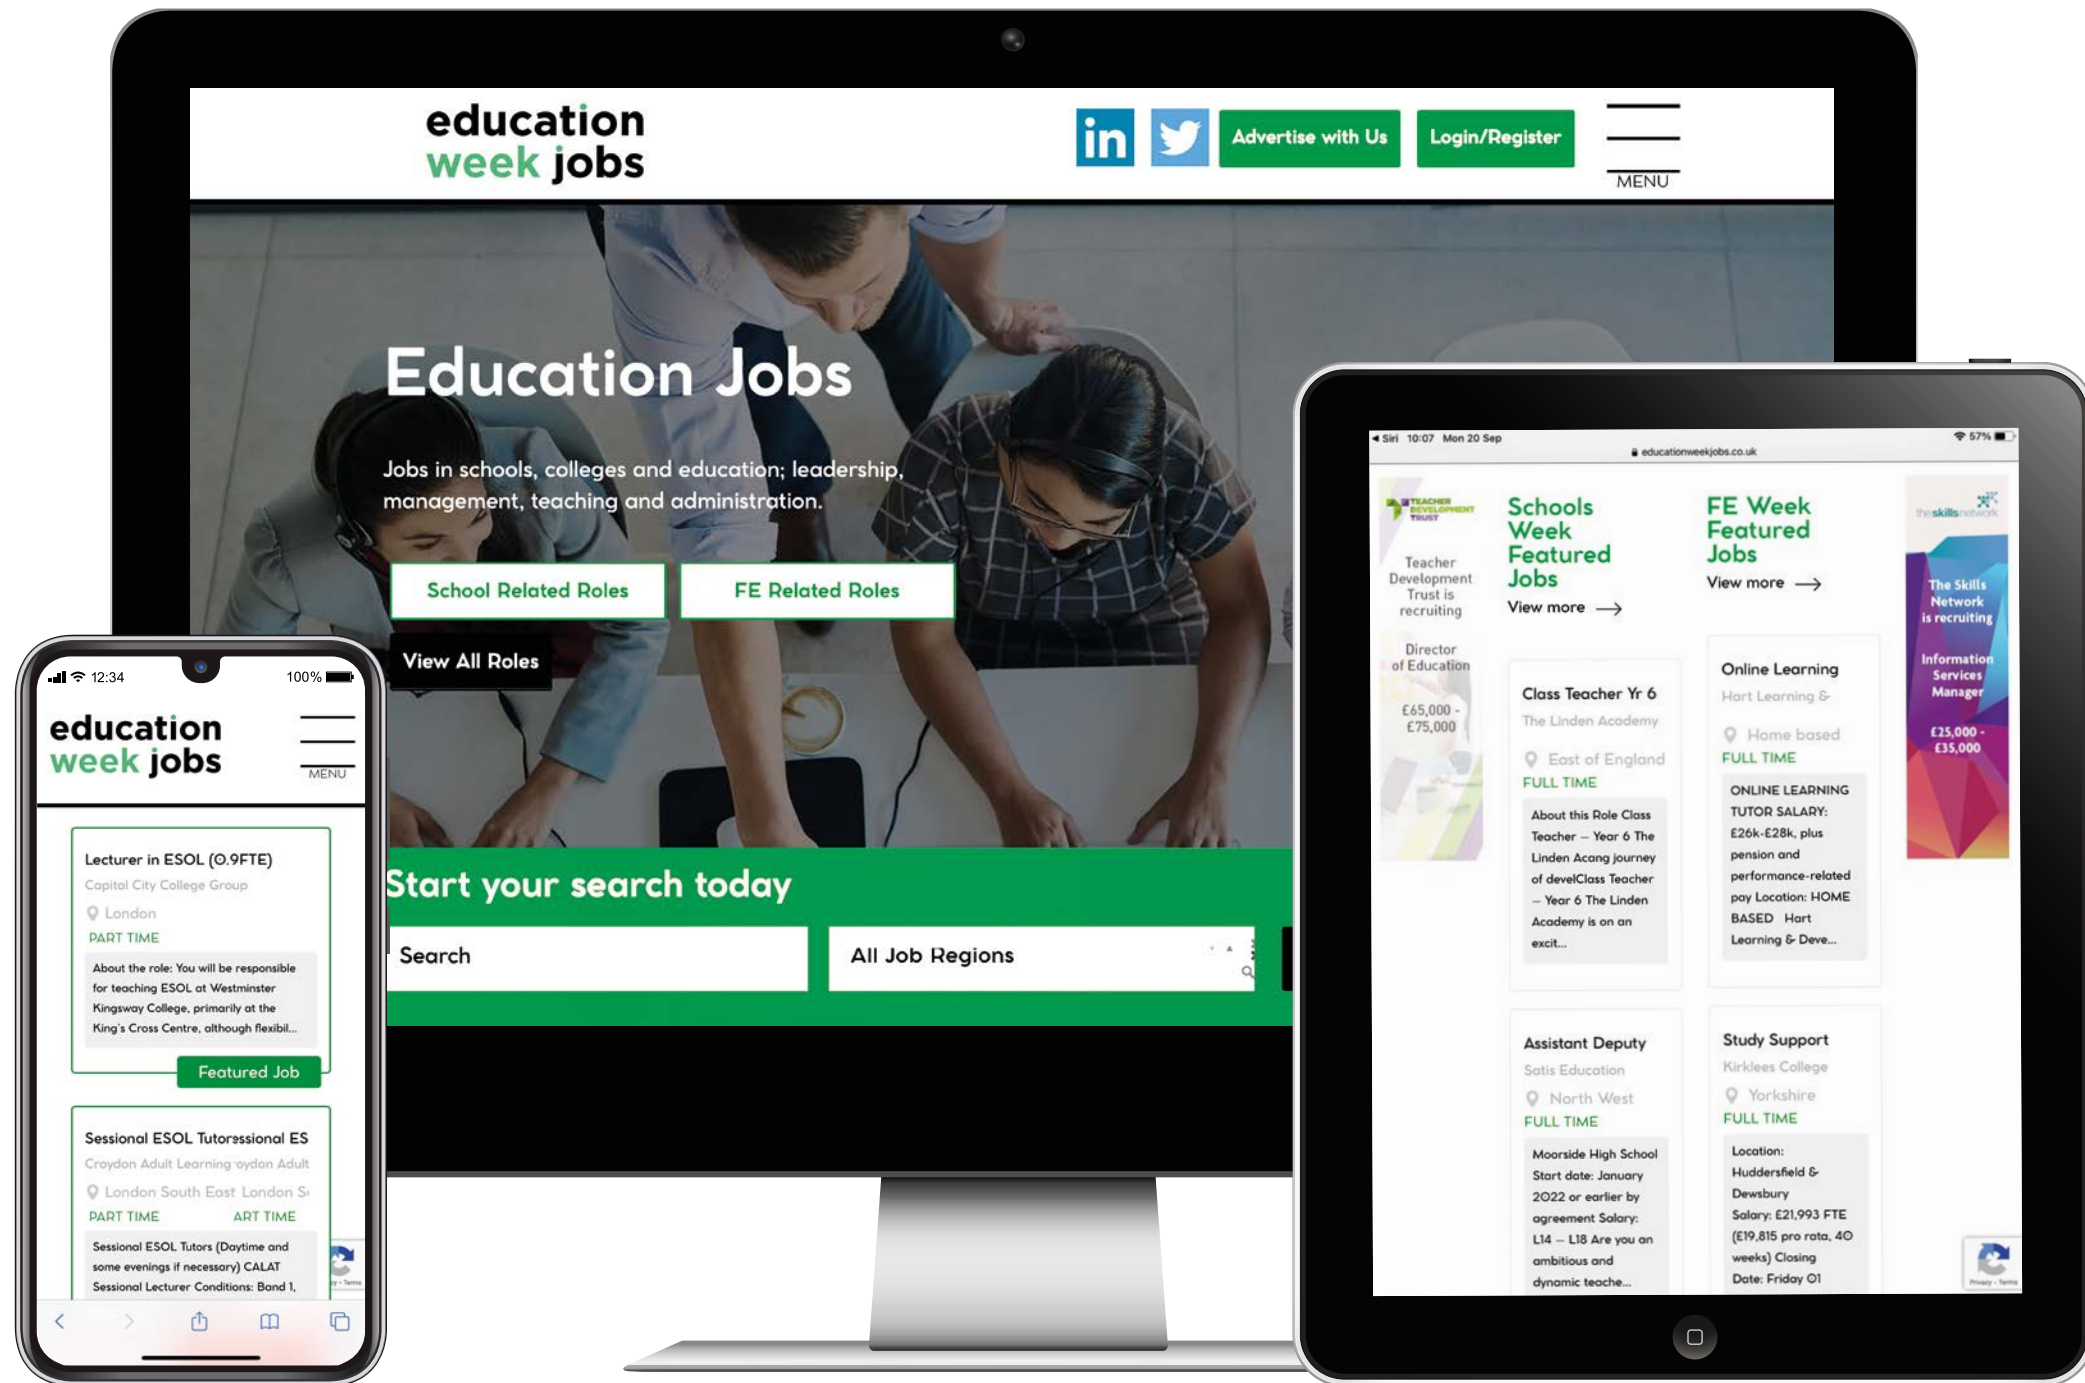 education
week jobs
Advertise with Us
Login/Register
MENU
Education Jobs
Jobs in schools, colleges and education; leadership,
management, teaching and administration.
School Related Roles
FE Related Roles
View All Roles
Start your search today
Search
All Job Regions
12:34
100%
education
week jobs
MENU
Lecturer in ESOL (0.9FTE)
Capital City College Group
London
PART TIME
About the role: You will be responsible
for teaching ESOL at Westminster
Kingsway College, primarily at the
King's Cross Centre, although flexibil...
Featured Job
Sessional ESOL Tutorssional ES
Croydon Adult Learning oydon Adult
London South East London S
PART TIME
ART TIME
Sessional ESOL Tutors (Daytime and
some evenings if necessary) CALAT
Sessional Lecturer Conditions: Band 1,
Siri 10:07 Mon 20 Sep
educationweekjobs.co.uk
57%
TEACHER
DEVELOPMENT
TRUST
Teacher
Development
Trust is
recruiting
Director
of Education
£65,000 -
£75,000
Schools
Week
Featured
Jobs
View more
Class Teacher Yr 6
The Linden Academy
East of England
FULL TIME
About this Role Class
Teacher – Year 6 The
Linden Acang journey
of develClass Teacher
– Year 6 The Linden
Academy is on an
excit...
Assistant Deputy
Satis Education
North West
FULL TIME
Moorside High School
Start date: January
2022 or earlier by
agreement Salary:
L14 – L18 Are you an
ambitious and
dynamic teache...
FE Week
Featured
Jobs
View more
Online Learning
Hart Learning &
Home based
FULL TIME
ONLINE LEARNING
TUTOR SALARY:
£26k-£28k, plus
pension and
performance-related
pay Location: HOME
BASED Hart
Learning & Deve...
Study Support
Kirklees College
Yorkshire
FULL TIME
Location:
Huddersfield &
Dewsbury
Salary: £21,993 FTE
(£19,815 pro rata, 40
weeks) Closing
Date: Friday 01
theskillsnetwork
The Skills
Network
is recruiting
Information
Services
Manager
£25,000 -
£35,000
Privacy - Terms